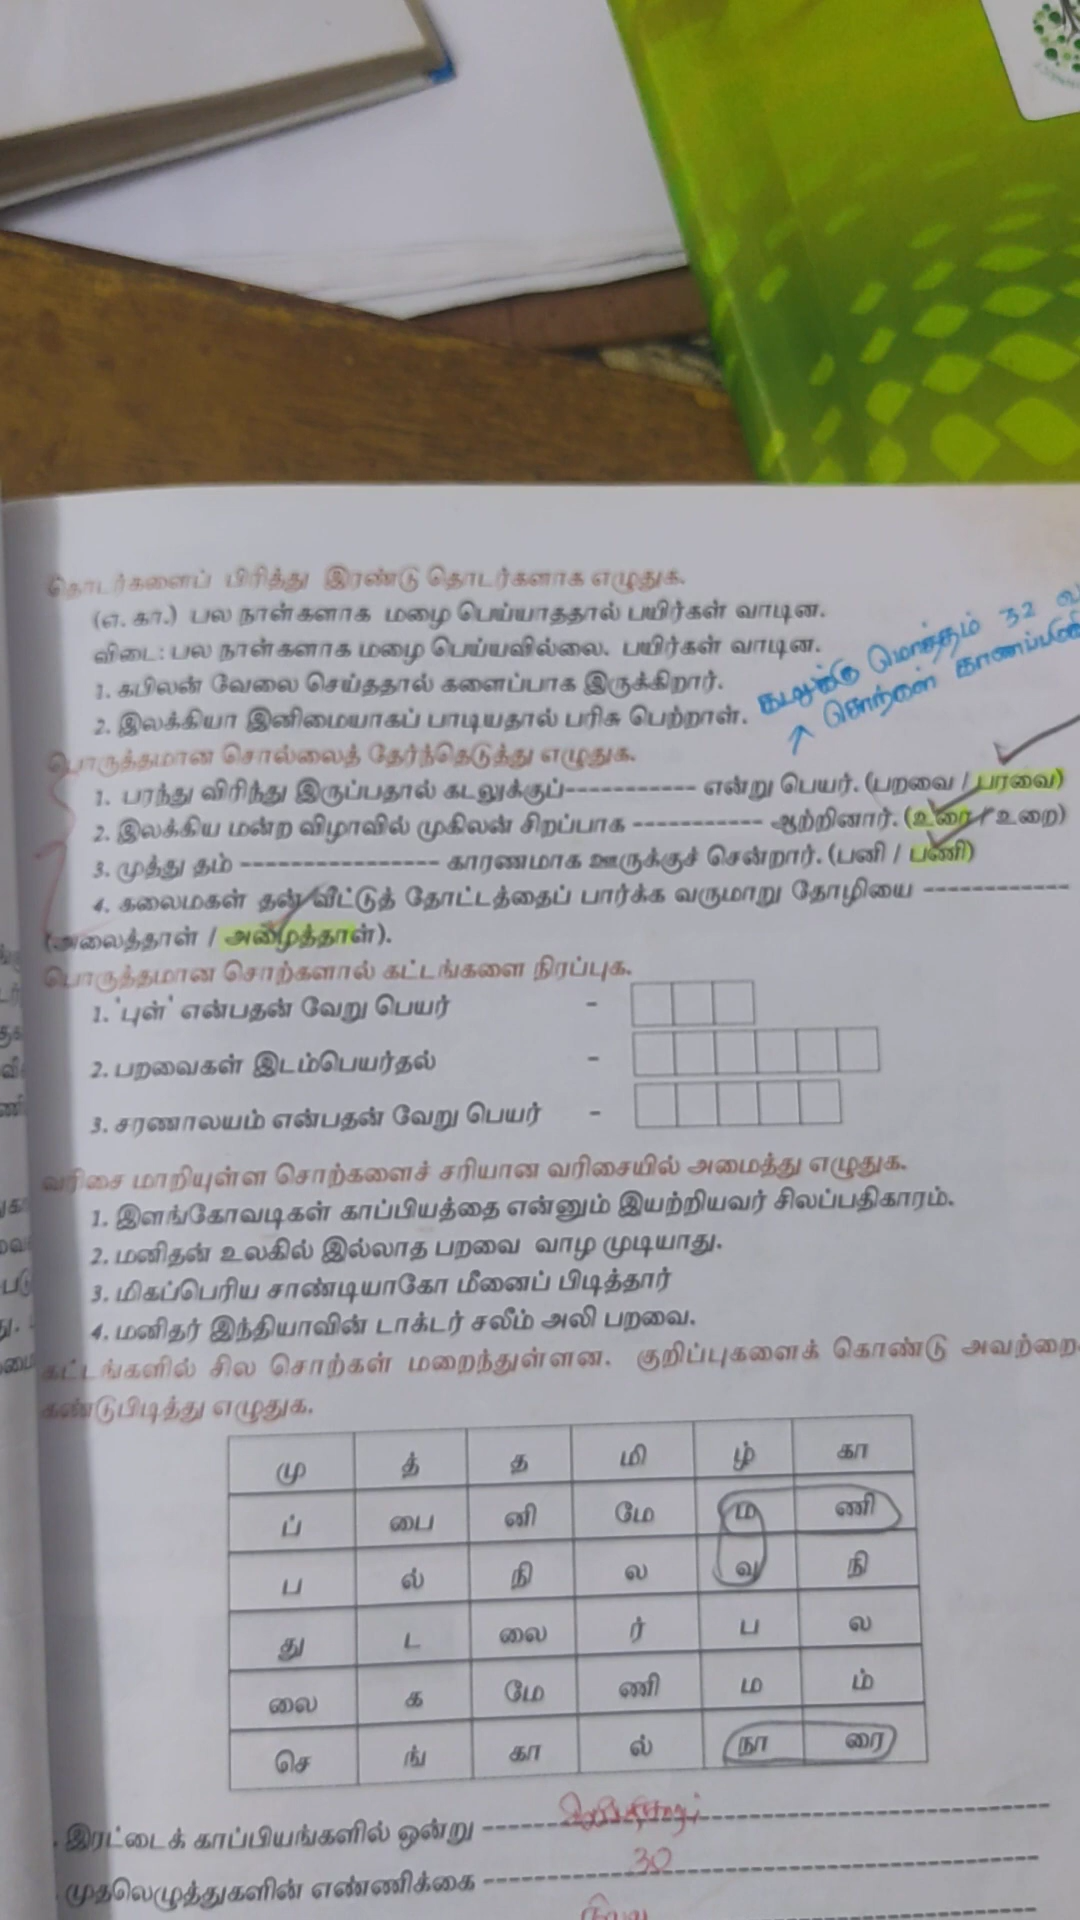 தொடர்களைப் பிரித்து இரண்டு தொடர்களாக எழுதுக.
(எ. கா.) பல நாள்களாக மழை பெய்யாததால் பயிர்கள் வாடின.
விடை: பல நாள்களாக மழை பெய்யவில்லை. பயிர்கள் வாடின.
1. கபிலன் வேலை செய்ததால் களைப்பாக இருக்கிறார்.
2. இலக்கியா இனிமையாகப் பாடியதால் பரிசு பெற்றாள்.
கடலுக்கு மொத்தம் 32
சொற்கள்
பொருத்தமான சொல்லைத் தேர்ந்தெடுத்து எழுதுக.
1. பரந்து விரிந்து இருப்பதால் கடலுக்குப்----------- என்று பெயர். (பறவை / பரவை)
2. இலக்கிய மன்ற விழாவில் முகிலன் சிறப்பாக ----------- ஆற்றினார். (உரை / உறை)
3. முத்து தம் ----------------- காரணமாக ஊருக்குச் சென்றார். (பனி / பணி)
4. கலைமகள் தன் வீட்டுத் தோட்டத்தைப் பார்க்க வருமாறு தோழியை ------------
(அலைத்தாள் / அழைத்தாள்).
பொருத்தமான சொற்களால் கட்டங்களை நிரப்புக.
1. 'புள்' என்பதன் வேறு பெயர் -
2. பறவைகள் இடம்பெயர்தல் -
3. சரணாலயம் என்பதன் வேறு பெயர் -
வரிசை மாறியுள்ள சொற்களைச் சரியான வரிசையில் அமைத்து எழுதுக.
1. இளங்கோவடிகள் காப்பியத்தை என்னும் இயற்றியவர் சிலப்பதிகாரம்.
2. மனிதன் உலகில் இல்லாத பறவை வாழ முடியாது.
3. மிகப்பெரிய சாண்டியாகோ மீனைப் பிடித்தார்
4. மனிதர் இந்தியாவின் டாக்டர் சலீம் அலி பறவை.
கட்டங்களில் சில சொற்கள் மறைந்துள்ளன. குறிப்புகளைக் கொண்டு அவற்றை
கண்டுபிடித்து எழுதுக.
மு த் த மி ழ் கா
ப் பை னி மே ம ணி
ப ல் நி ல வு நி
து ட லை ர் ப ல
லை க மே ணி ம ம்
செ ங் கா ல் நா ரை
இரட்டைக் காப்பியங்களில் ஒன்று
முதலெழுத்துகளின் எண்ணிக்கை 30